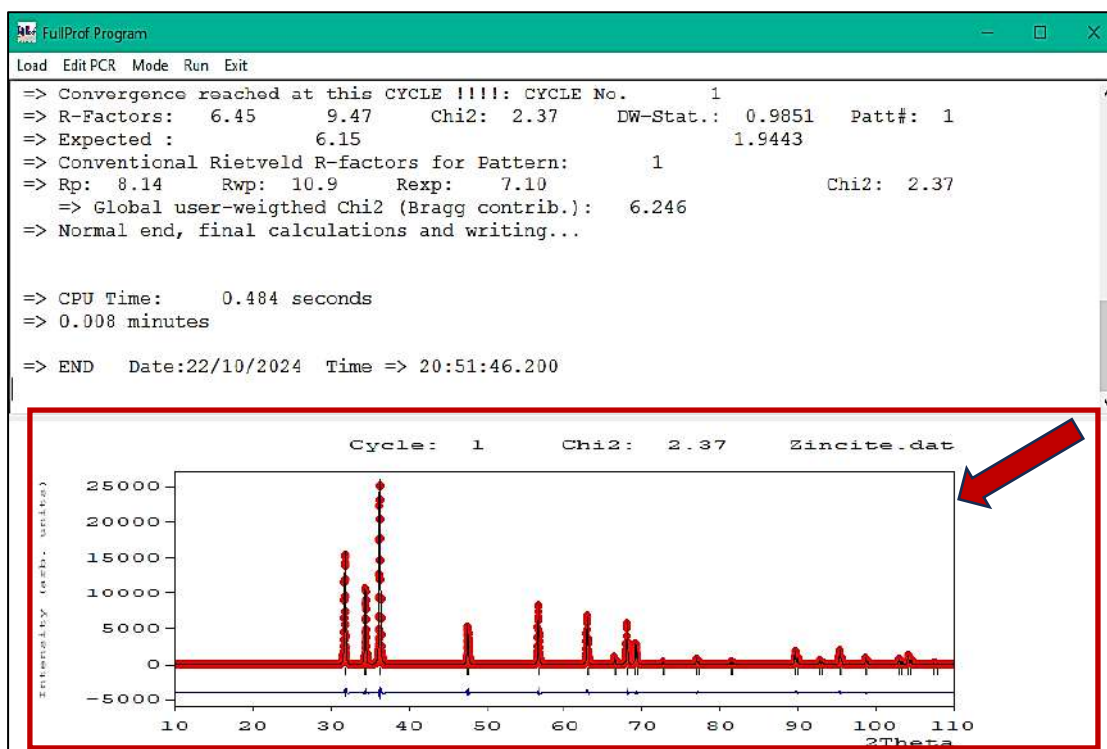 FullProf Program
Load Edit PCR Mode Run Exit
=> Convergence reached at this CYCLE !!!!: CYCLE No. 1
=> R-Factors: 6.45 9.47 Chi2: 2.37 DW-Stat.: 0.9851 Patt#: 1
=> Expected : 6.15 1.9443
=> Conventional Rietveld R-factors for Pattern: 1
=> Rp: 8.14 Rwp: 10.9 Rexp: 7.10 Chi2: 2.37
=> Global user-weigthed Chi2 (Bragg contrib.): 6.246
=> Normal end, final calculations and writing...
=> CPU Time: 0.484 seconds
=> 0.008 minutes
=> END Date:22/10/2024 Time => 20:51:46.200
Cycle: 1 Chi2: 2.37 Zincite.dat
Intensity (arb. units)
25000
20000
15000
10000
5000
0
-5000
10 20 30 40 50 60 70 80 90 100 110
2Theta